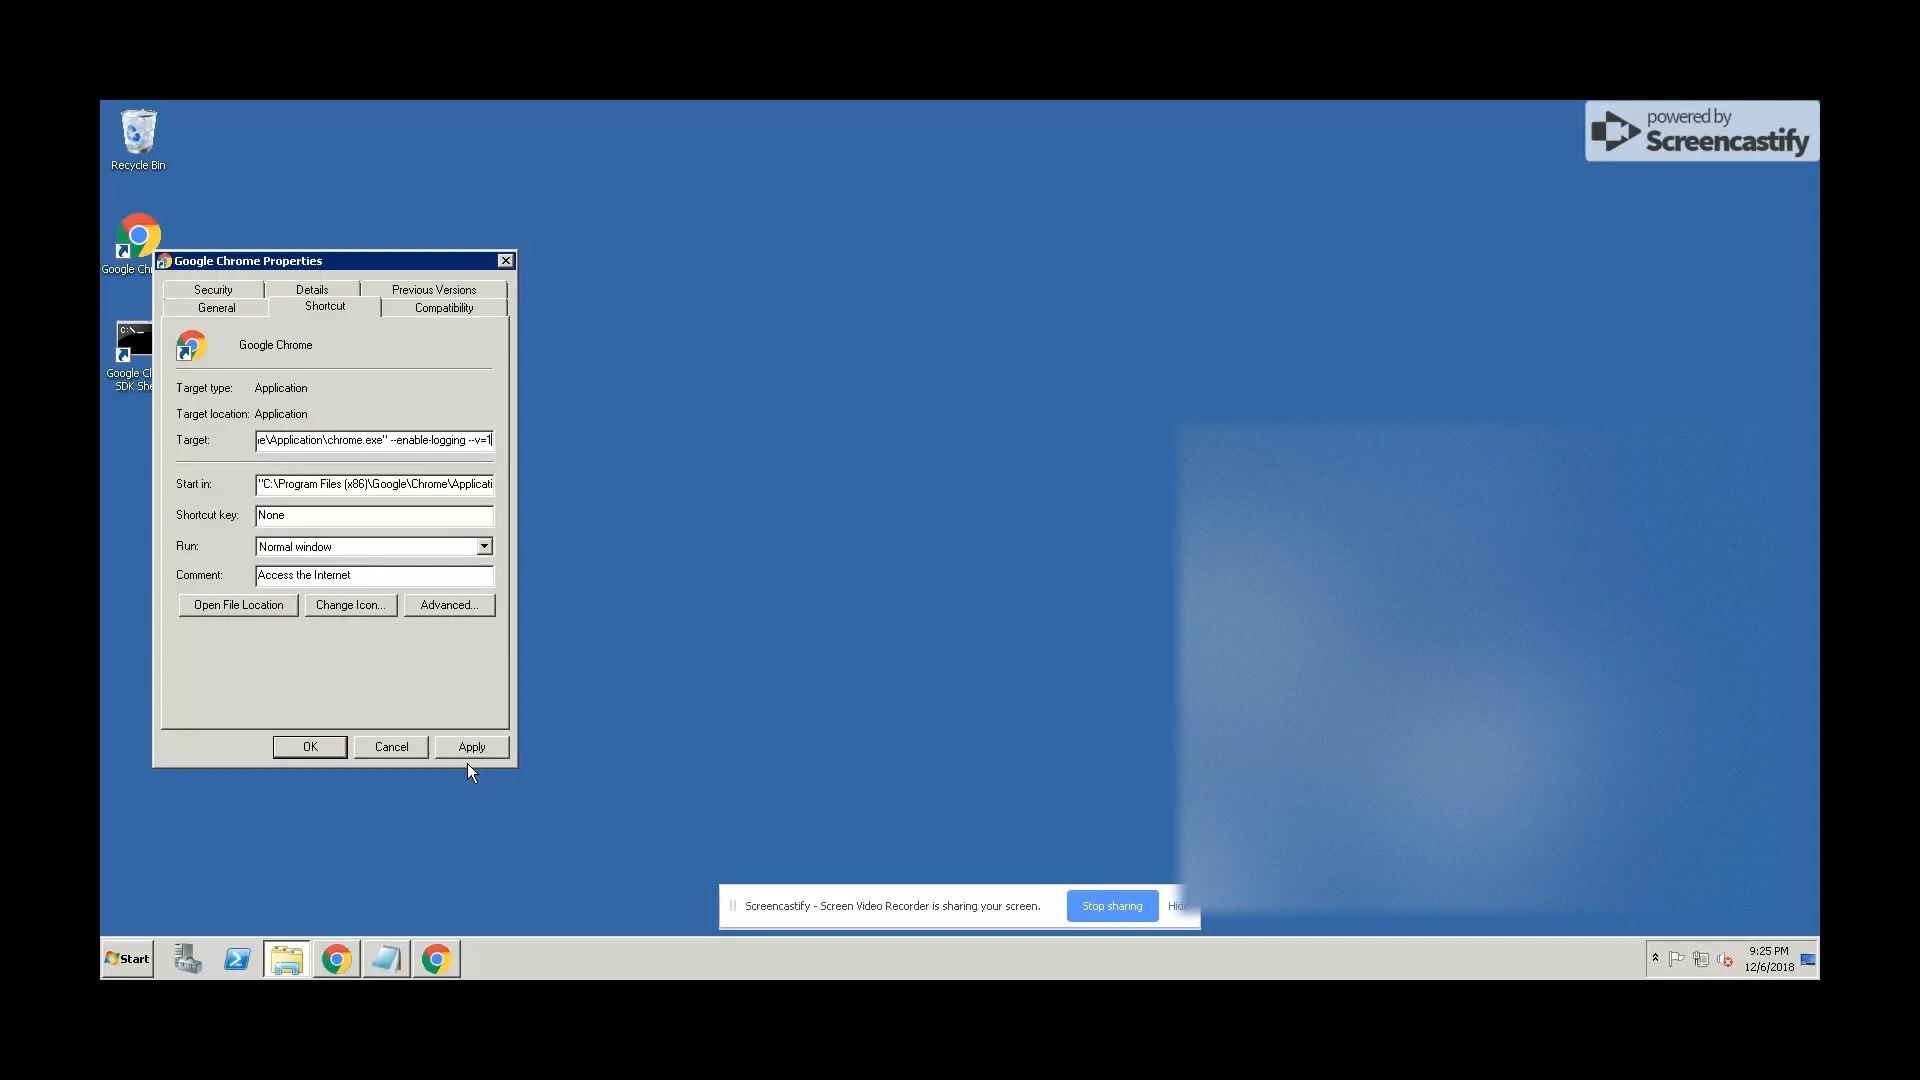 powered by
Screencastify
Recycle Bin
Google Ch
C:\_
Google Cl
SDK She
Google Chrome Properties
Security Details Previous Versions
General Shortcut Compatibility
Google Chrome
Target type: Application
Target location: Application
Target: e\Application\chrome.exe" --enable-logging --v=1
Start in: "C:\Program Files (x86)\Google\Chrome\Applicati
Shortcut key: None
Run: Normal window
Comment: Access the Internet
Open File Location Change Icon... Advanced...
OK Cancel Apply
Screencastify - Screen Video Recorder is sharing your screen. Stop sharing Hide
Start
9:25 PM
12/6/2018